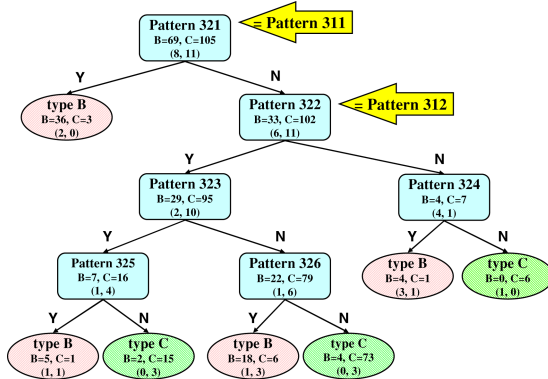 Pattern 321
B=69, C=105
(8, 11)
= Pattern 311
Y
N
type B
B=36, C=3
(2, 0)
Pattern 322
B=33, C=102
(6, 11)
= Pattern 312
Y
N
Pattern 323
B=29, C=95
(2, 10)
Pattern 324
B=4, C=7
(4, 1)
Y
N
Y
N
Pattern 325
B=7, C=16
(1, 4)
Pattern 326
B=22, C=79
(1, 6)
type B
B=4, C=1
(3, 1)
type C
B=0, C=6
(1, 0)
Y
N
Y
N
type B
B=5, C=1
(1, 1)
type C
B=2, C=15
(0, 3)
type B
B=18, C=6
(1, 3)
type C
B=4, C=73
(0, 3)